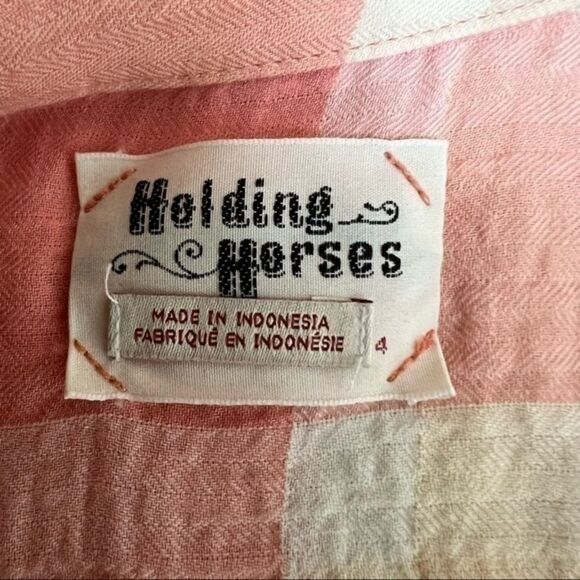 Holding
Horses
MADE IN INDONESIA
FABRIQUÉ EN INDONÉSIE
4